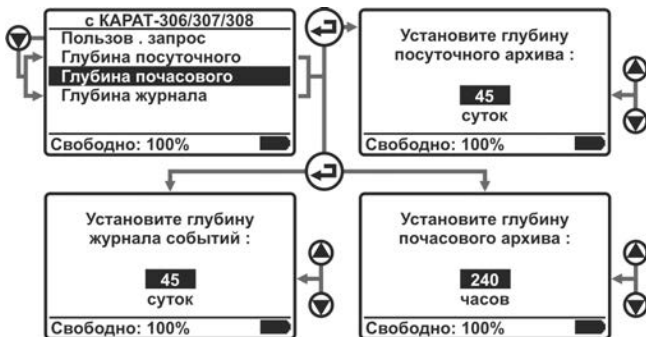 с КАРАТ-306/307/308
Пользов . запрос
Глубина посуточного
Глубина почасового
Глубина журнала
Свободно: 100%
Установите глубину
посуточного архива :
45
суток
Свободно: 100%
Установите глубину
журнала событий :
45
суток
Свободно: 100%
Установите глубину
почасового архива :
240
часов
Свободно: 100%